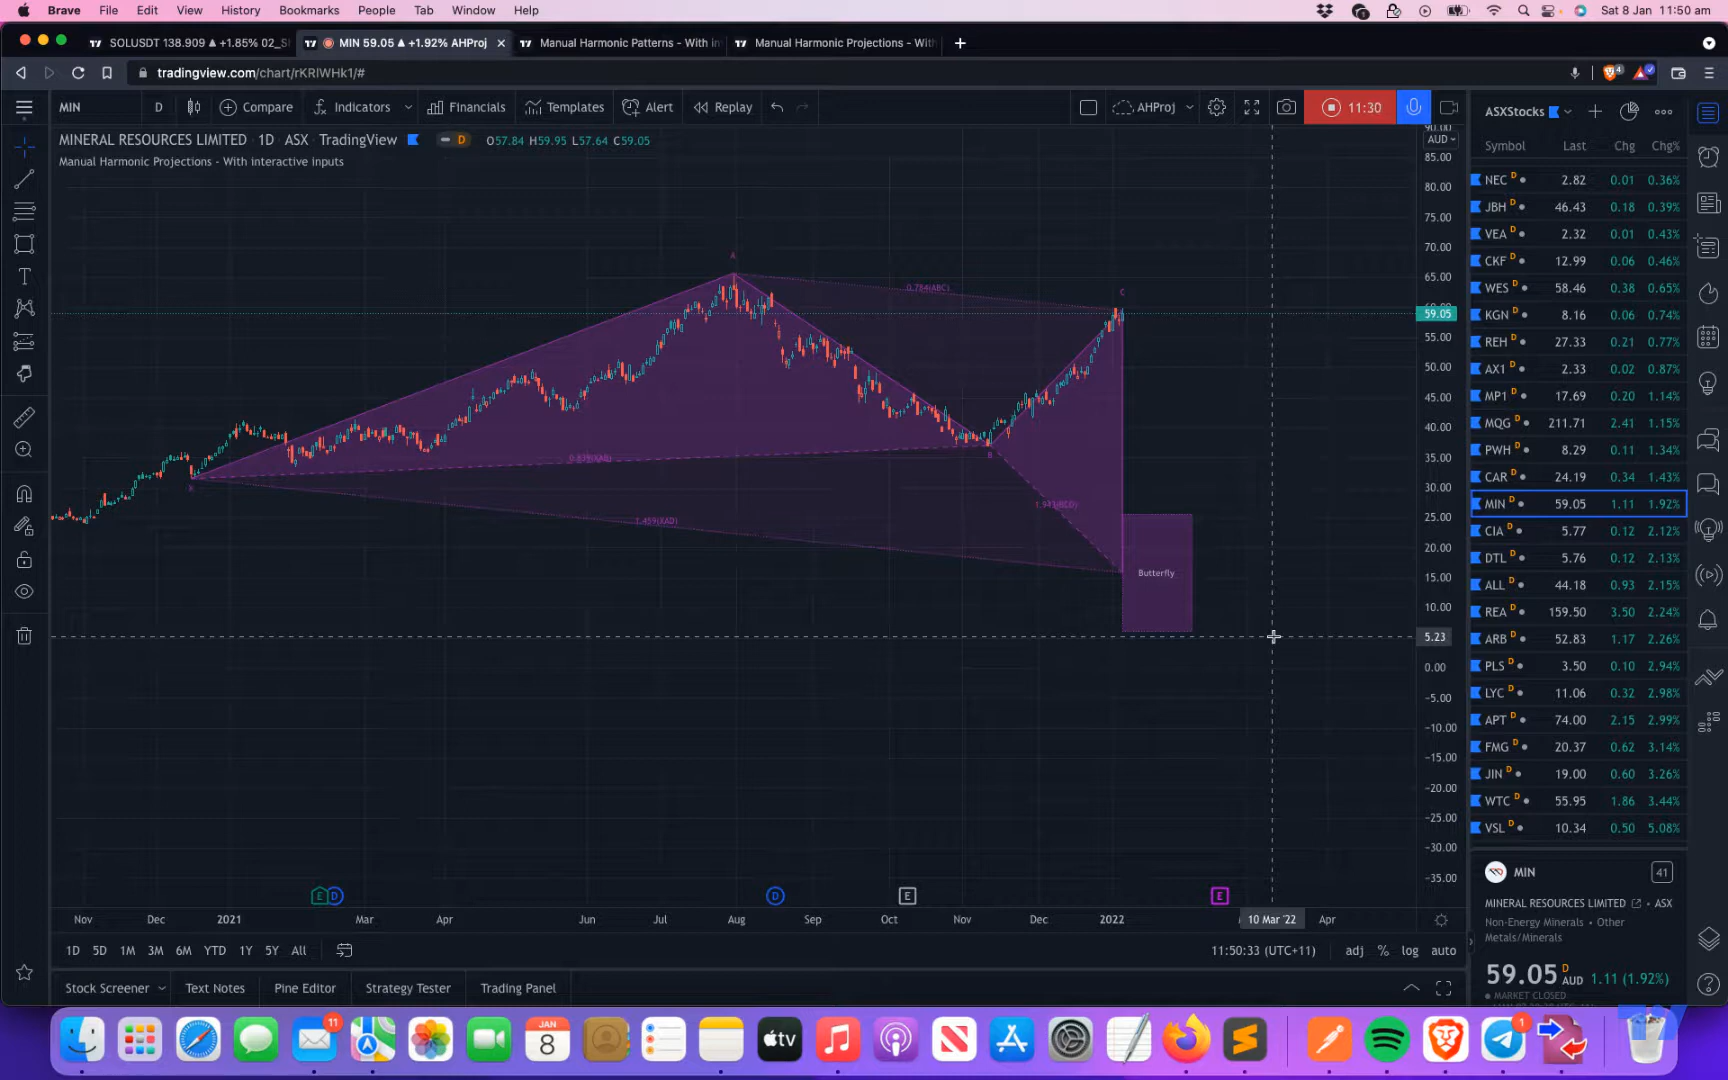 Brave File Edit View History Bookmarks People Tab Window Help
Sat 8 Jan 11:50 am
SOLUSDT 138.909 ▲ +1.85% 02_S
MIN 59.05 ▲ +1.92% AHProj
Manual Harmonic Patterns - With in
Manual Harmonic Projections - With
tradingview.com/chart/rKRlWHk1/#
MIN D Compare Indicators Financials Templates Alert Replay AHProj 11:30
ASXStocks
MINERAL RESOURCES LIMITED · 1D · ASX · TradingView D O57.84 H59.95 L57.64 C59.05
Manual Harmonic Projections - With interactive inputs
AUD
Symbol Last Chg Chg%
NEC D 2.82 0.01 0.36%
JBH D 46.43 0.18 0.39%
VEA D 2.32 0.01 0.43%
CKF D 12.99 0.06 0.46%
WES D 58.46 0.38 0.65%
KGN D 8.16 0.06 0.74%
REH D 27.33 0.21 0.77%
AX1 D 2.33 0.02 0.87%
MP1 D 17.69 0.20 1.14%
MQG D 211.71 2.41 1.15%
PWH D 8.29 0.11 1.34%
CAR D 24.19 0.34 1.43%
MIN D 59.05 1.11 1.92%
CIA D 5.77 0.12 2.12%
DTL D 5.76 0.12 2.13%
ALL D 44.18 0.93 2.15%
REA D 159.50 3.50 2.24%
ARB D 52.83 1.17 2.26%
PLS D 3.50 0.10 2.94%
LYC D 11.06 0.32 2.98%
APT D 74.00 2.15 2.99%
FMG D 20.37 0.62 3.14%
JIN D 19.00 0.60 3.26%
WTC D 55.95 1.86 3.44%
VSL D 10.34 0.50 5.08%
90.00
85.00
80.00
75.00
70.00
65.00
59.05
55.00
50.00
45.00
40.00
35.00
30.00
25.00
20.00
15.00
10.00
5.23
0.00
−5.00
−10.00
−15.00
−20.00
−25.00
−30.00
−35.00
A
0.784(ABC)
C
B
X
1.459(XAD)
Butterfly
E D D E E
Nov Dec 2021 Mar Apr Jun Jul Aug Sep Oct Nov Dec 2022 10 Mar '22 Apr
1D 5D 1M 3M 6M YTD 1Y 5Y All
11:50:33 (UTC+11) adj % log auto
Stock Screener Text Notes Pine Editor Strategy Tester Trading Panel
MIN 41
MINERAL RESOURCES LIMITED · ASX
Non-Energy Minerals · Other
Metals/Minerals
59.05 D AUD 1.11 (1.92%)
MARKET CLOSED
11
JAN
8
tv
1